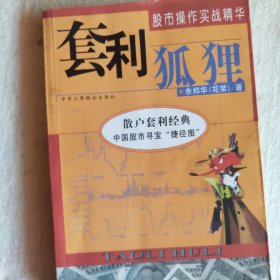 股市操作实战精华
套利
狐狸
余郑华(花荣)/著
中华工商联合出版社
散户套利经典
中国股市寻宝“捷径图”
TAOLI HULI